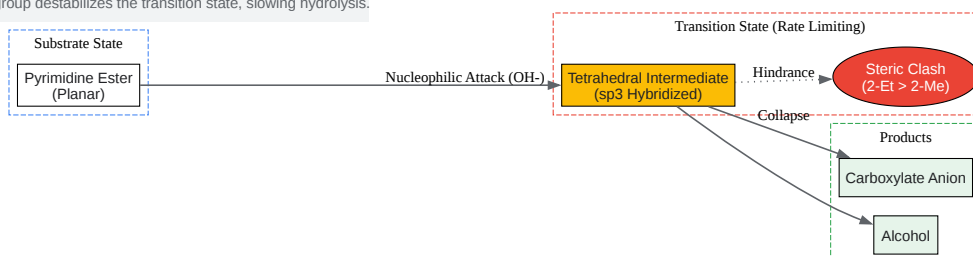 group destabilizes the transition state, slowing hydrolysis.
Substrate State
Pyrimidine Ester
(Planar)
Nucleophilic Attack (OH-)
Transition State (Rate Limiting)
Tetrahedral Intermediate
(sp3 Hybridized)
Hindrance
Steric Clash
(2-Et > 2-Me)
Collapse
Products
Carboxylate Anion
Alcohol